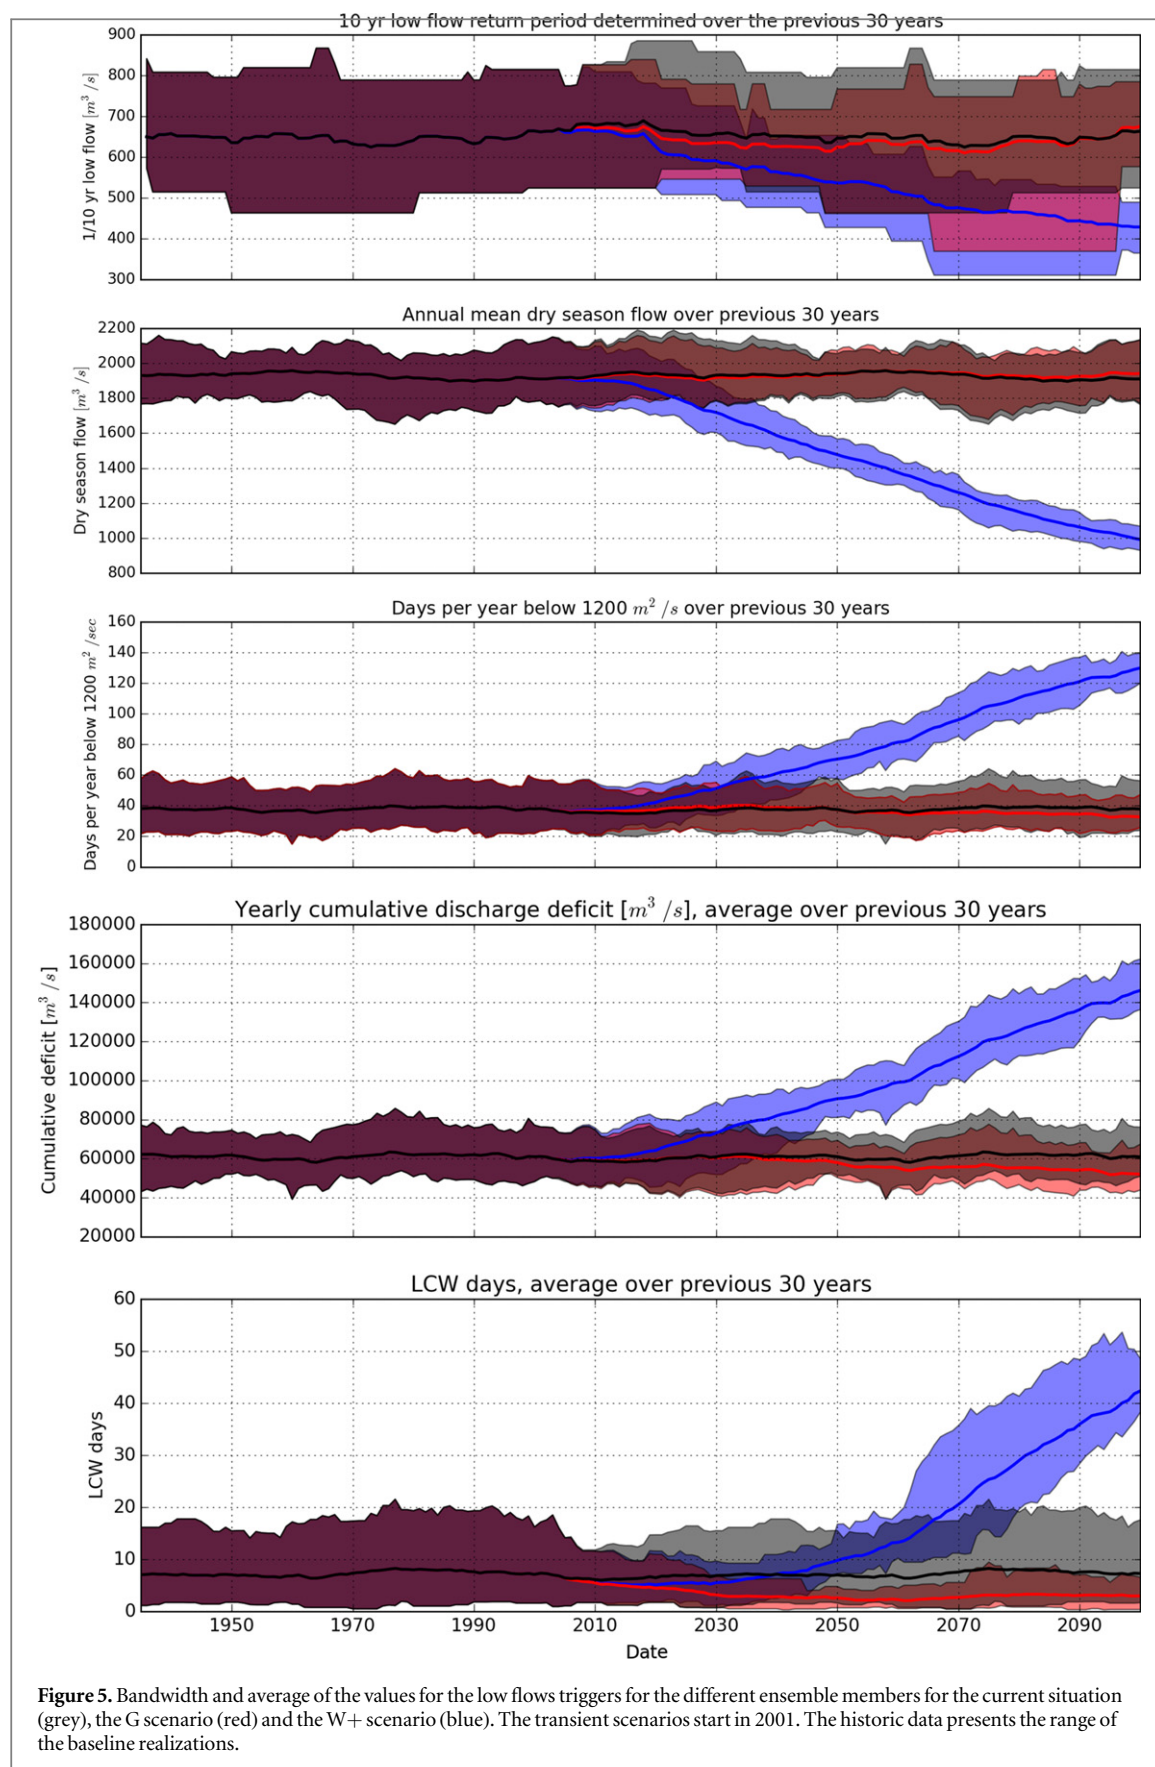 10 yr low flow return period determined over the previous 30 years
1/10 yr low flow [m³/s]
900
800
700
600
500
400
300
Annual mean dry season flow over previous 30 years
Dry season flow [m³/s]
2200
2000
1800
1600
1400
1200
1000
800
Days per year below 1200 m²/s over previous 30 years
Days per year below 1200 m²/sec
160
140
120
100
80
60
40
20
0
Yearly cumulative discharge deficit [m³/s], average over previous 30 years
Cumulative deficit [m³/s]
180000
160000
140000
120000
100000
80000
60000
40000
20000
LCW days, average over previous 30 years
LCW days
60
50
40
30
20
10
0
1950 1970 1990 2010 2030 2050 2070 2090
Date
Figure 5. Bandwidth and average of the values for the low flows triggers for the different ensemble members for the current situation
(grey), the G scenario (red) and the W+ scenario (blue). The transient scenarios start in 2001. The historic data presents the range of
the baseline realizations.